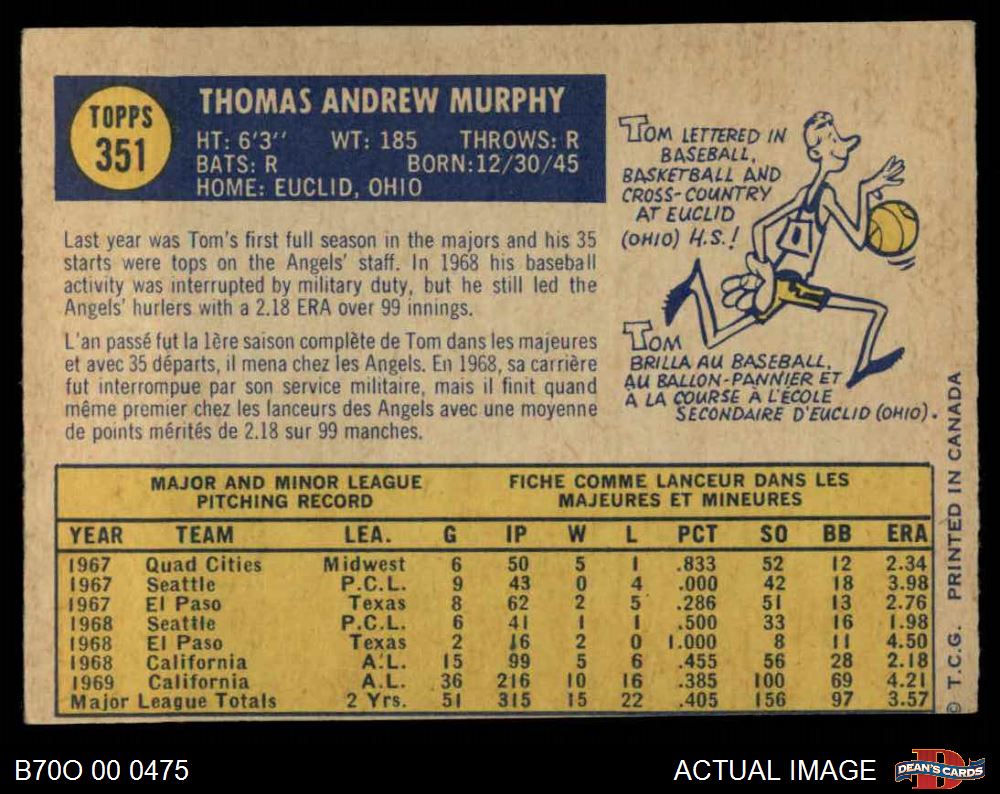 TOPPS
351
THOMAS ANDREW MURPHY
HT: 6'3'' WT: 185 THROWS: R
BATS: R BORN: 12/30/45
HOME: EUCLID, OHIO
Last year was Tom's first full season in the majors and his 35
starts were tops on the Angels' staff. In 1968 his baseball
activity was interrupted by military duty, but he still led the
Angels' hurlers with a 2.18 ERA over 99 innings.
L'an passé fut la 1ère saison complète de Tom dans les majeures
et avec 35 départs, il mena chez les Angels. En 1968, sa carrière
fut interrompue par son service militaire, mais il finit quand
même premier chez les lanceurs des Angels avec une moyenne
de points mérités de 2.18 sur 99 manches.
TOM LETTERED IN
BASEBALL,
BASKETBALL AND
CROSS-COUNTRY
AT EUCLID
(OHIO) H.S.!
TOM
BRILLA AU BASEBALL,
AU BALLON-PANNIER ET
À LA COURSE À L'ÉCOLE
SECONDAIRE D'EUCLID (OHIO).
MAJOR AND MINOR LEAGUE
PITCHING RECORD
FICHE COMME LANCEUR DANS LES
MAJEURES ET MINEURES
YEAR TEAM LEA. G IP W L PCT SO BB ERA
1967 Quad Cities Midwest 6 50 5 1 .833 52 12 2.34
1967 Seattle P.C.L. 9 43 0 4 .000 42 18 3.98
1967 El Paso Texas 8 62 2 5 .286 51 13 2.76
1968 Seattle P.C.L. 6 41 1 1 .500 33 16 1.98
1968 El Paso Texas 2 16 2 0 1.000 8 11 4.50
1968 California A.L. 15 99 5 6 .455 56 28 2.18
1969 California A.L. 36 216 10 16 .385 100 69 4.21
Major League Totals 2 Yrs. 51 315 15 22 .405 156 97 3.57
© T.C.G. PRINTED IN CANADA
B70O 00 0475
ACTUAL IMAGE
DEAN'S CARDS